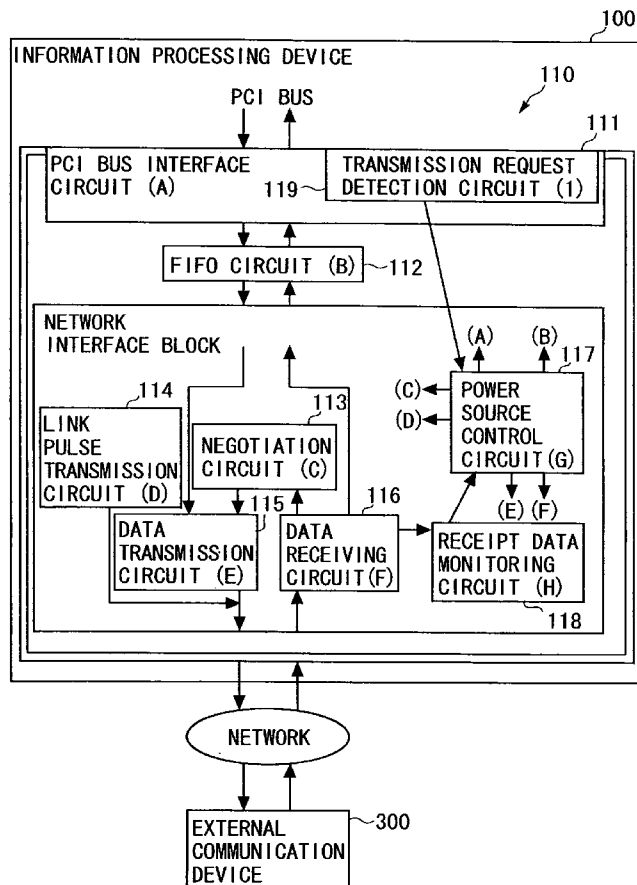 100
INFORMATION PROCESSING DEVICE
110
PCI BUS
111
PCI BUS INTERFACE
CIRCUIT (A)
119
TRANSMISSION REQUEST
DETECTION CIRCUIT (1)
FIFO CIRCUIT (B)
112
NETWORK
INTERFACE BLOCK
(A)
(B)
117
114
113
(C)
(D)
POWER
SOURCE
CONTROL
CIRCUIT(G)
LINK
PULSE
TRANSMISSION
CIRCUIT (D)
NEGOTIATION
CIRCUIT (C)
115
116
(E)
(F)
DATA
TRANSMISSION
CIRCUIT (E)
DATA
RECEIVING
CIRCUIT(F)
RECEIPT DATA
MONITORING
CIRCUIT (H)
118
NETWORK
300
EXTERNAL
COMMUNICATION
DEVICE